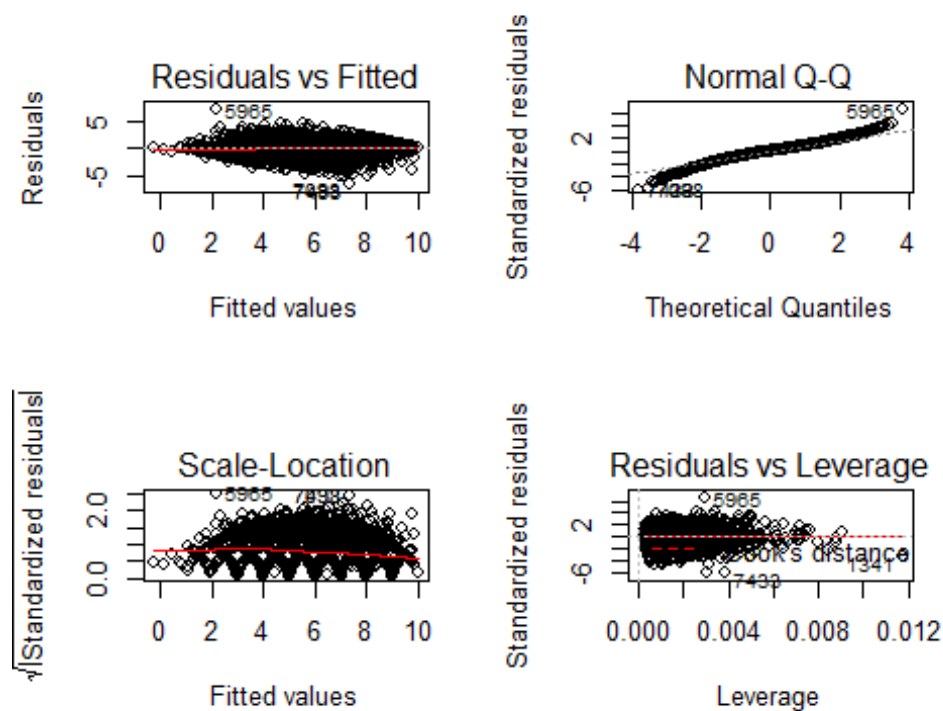 Residuals vs Fitted
Residuals
5
-5
5965
0 2 4 6 8 10
Fitted values
Normal Q-Q
Standardized residuals
2
-6
5965
-4 -2 0 2 4
Theoretical Quantiles
Scale-Location
√|Standardized residuals|
2.0
0.0
5965
0 2 4 6 8 10
Fitted values
Residuals vs Leverage
Standardized residuals
2
-6
5965
Cook's distance
1341
7433
0.000 0.004 0.008 0.012
Leverage